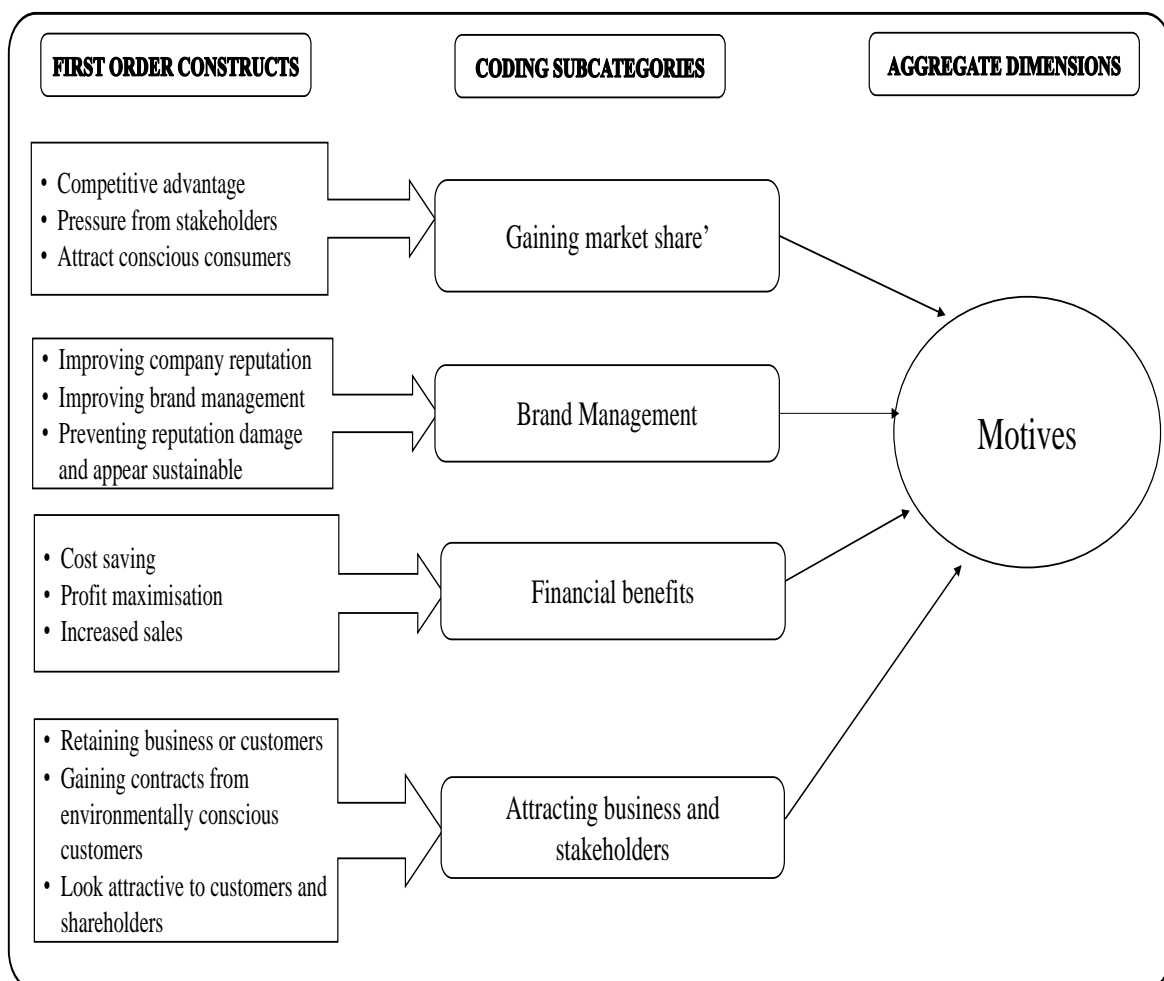 FIRST ORDER CONSTRUCTS
CODING SUBCATEGORIES
AGGREGATE DIMENSIONS
• Competitive advantage
• Pressure from stakeholders
• Attract conscious consumers
Gaining market share’
• Improving company reputation
• Improving brand management
• Preventing reputation damage
and appear sustainable
Brand Management
Motives
• Cost saving
• Profit maximisation
• Increased sales
Financial benefits
• Retaining business or customers
• Gaining contracts from
environmentally conscious
customers
• Look attractive to customers and
shareholders
Attracting business and
stakeholders